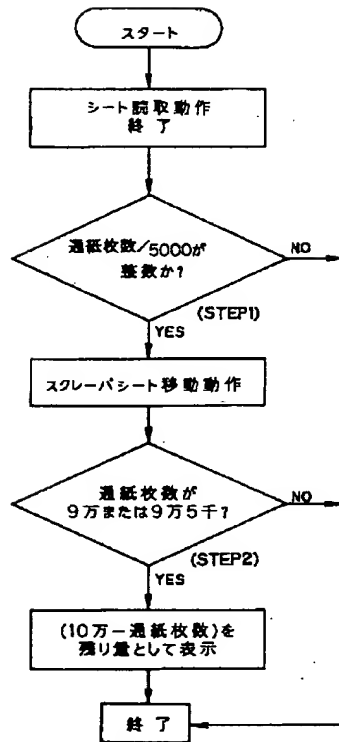 スタート
シート読取動作
終了
通紙枚数/5000が
整数か?
NO
(STEP1)
YES
スクレーパシート移動動作
通紙枚数が
9万または9万5千?
NO
(STEP2)
YES
(10万-通紙枚数)を
残り量として表示
終了